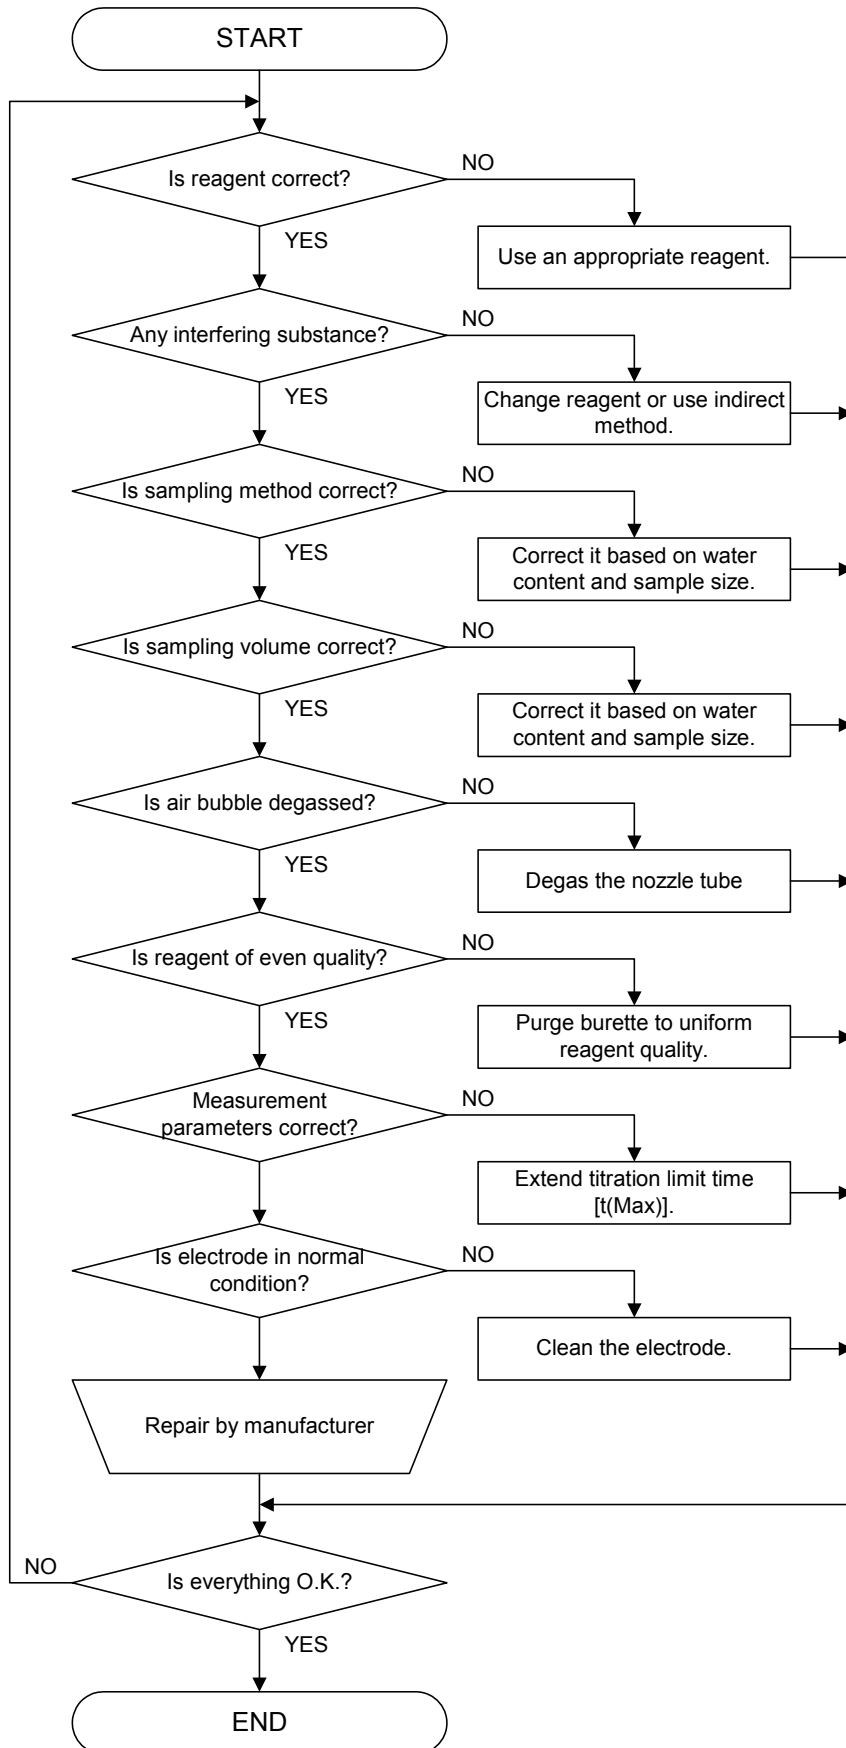 START
Is reagent correct?
NO
YES
Use an appropriate reagent.
Any interfering substance?
NO
YES
Change reagent or use indirect
method.
Is sampling method correct?
NO
YES
Correct it based on water
content and sample size.
Is sampling volume correct?
NO
YES
Correct it based on water
content and sample size.
Is air bubble degassed?
NO
YES
Degas the nozzle tube
Is reagent of even quality?
NO
YES
Purge burette to uniform
reagent quality.
Measurement
parameters correct?
NO
Extend titration limit time
[t(Max)].
Is electrode in normal
condition?
NO
Clean the electrode.
Repair by manufacturer
Is everything O.K.?
NO
YES
END